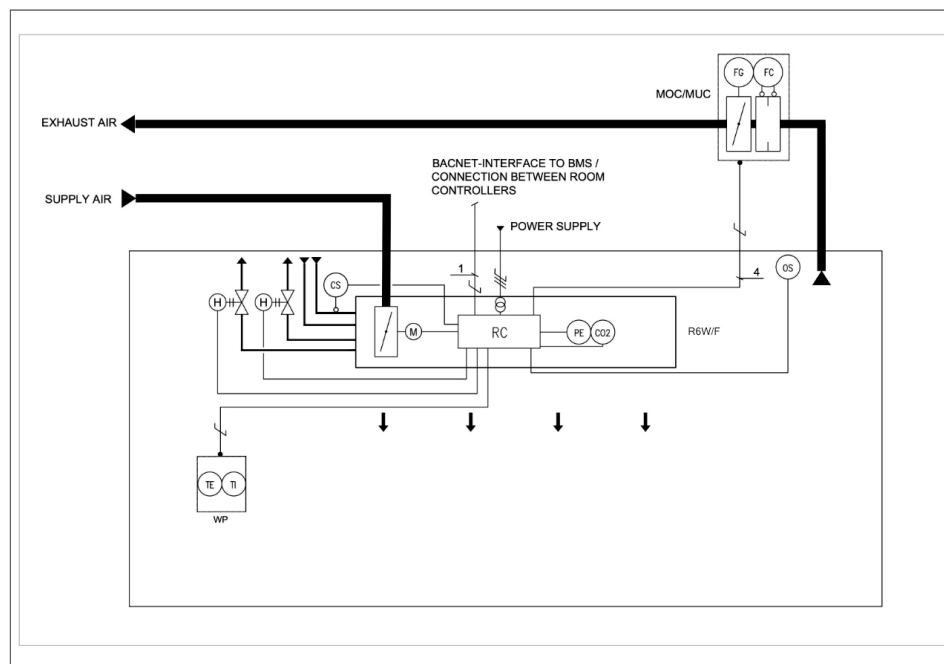 FG FC
MOC/MUC
EXHAUST AIR
BACNET-INTERFACE TO BMS /
CONNECTION BETWEEN ROOM
CONTROLLERS
SUPPLY AIR
POWER SUPPLY
1
4
OS
CS
H
H
M
RC
PE
CO2
R6W/F
TE
TI
WP